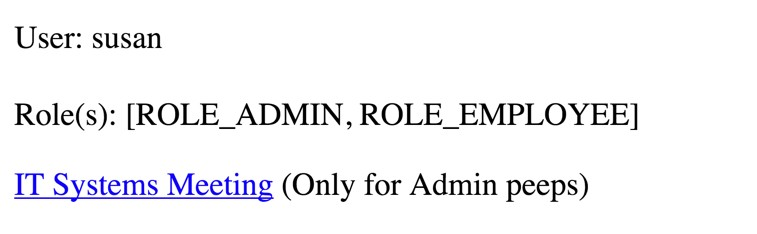 User: susan
Role(s): [ROLE_ADMIN, ROLE_EMPLOYEE]
IT Systems Meeting (Only for Admin peeps)